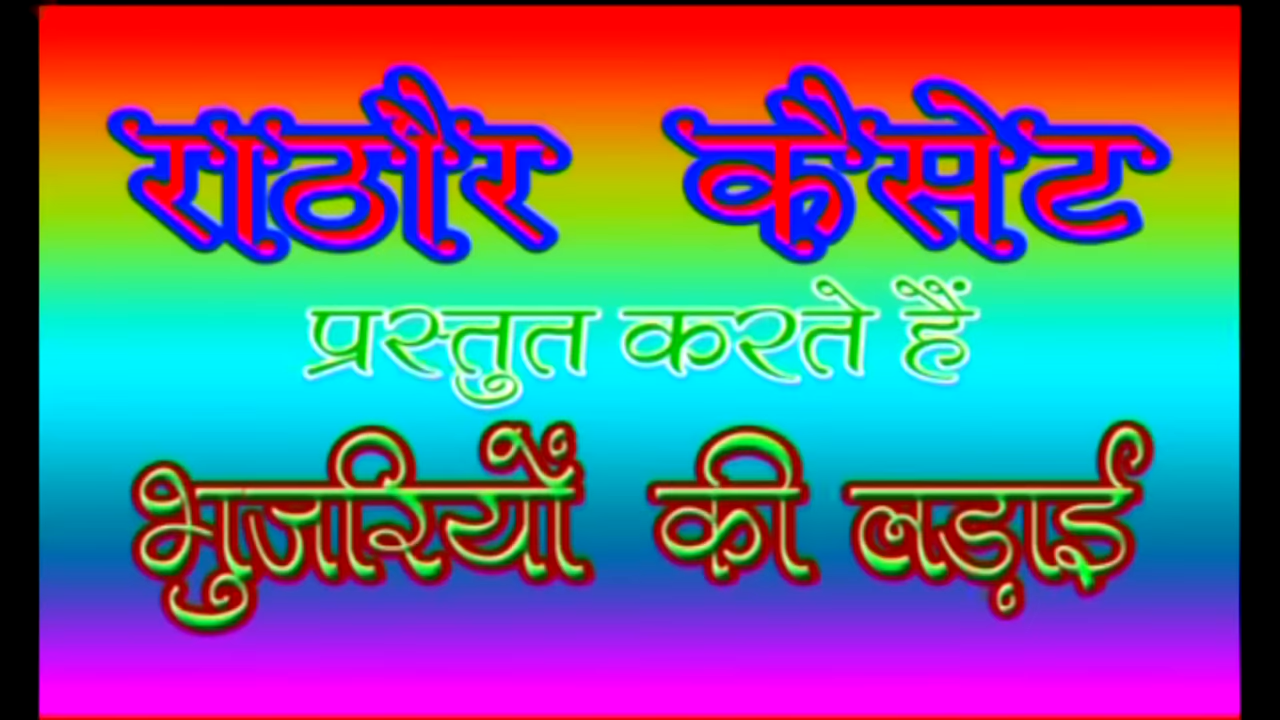 राठौर कैसेट
प्रस्तुत करते हैं
भुजरियों की लड़ाई